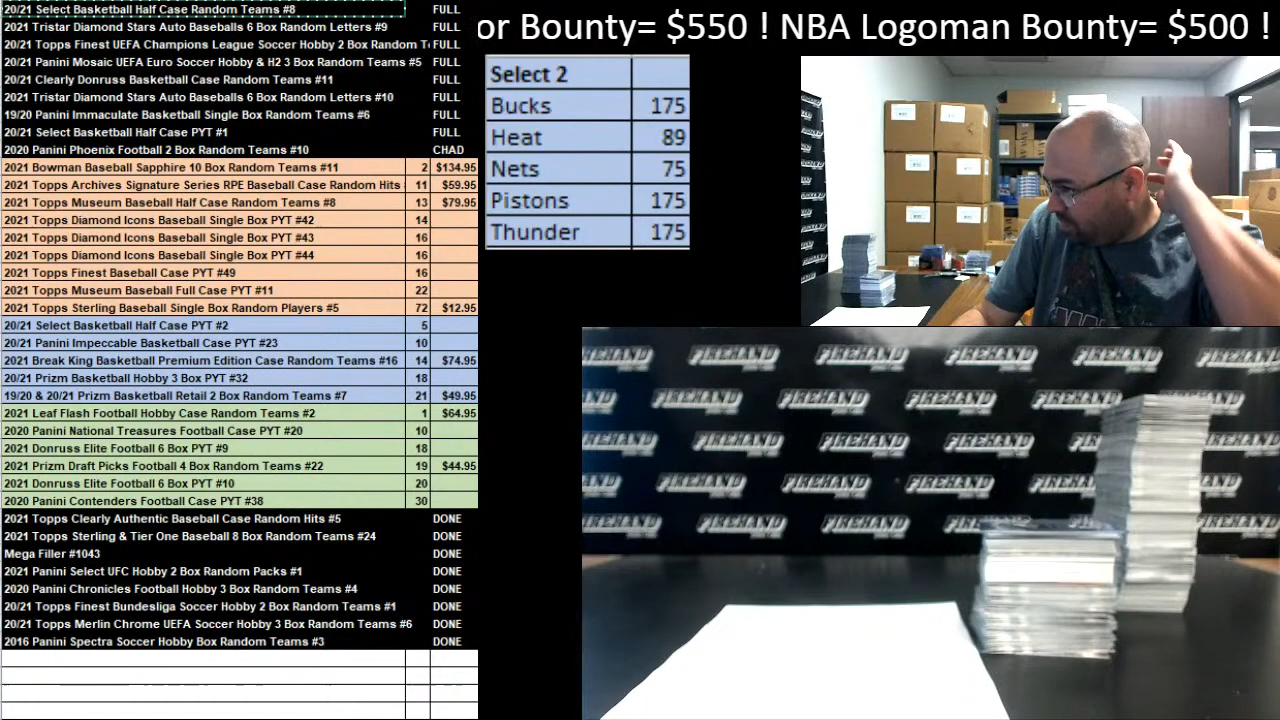 20/21 Select Basketball Half Case Random Teams #8 FULL
2021 Tristar Diamond Stars Auto Baseballs 6 Box Random Letters #9 FULL
20/21 Topps Finest UEFA Champions League Soccer Hobby 2 Box Random T FULL
20/21 Panini Mosaic UEFA Euro Soccer Hobby & H2 3 Box Random Teams #5 FULL
20/21 Clearly Donruss Basketball Case Random Teams #11 FULL
2021 Tristar Diamond Stars Auto Baseballs 6 Box Random Letters #10 FULL
19/20 Panini Immaculate Basketball Single Box Random Teams #6 FULL
20/21 Select Basketball Half Case PYT #1 FULL
2020 Panini Phoenix Football 2 Box Random Teams #10 CHAD
2021 Bowman Baseball Sapphire 10 Box Random Teams #11 2 $134.95
2021 Topps Archives Signature Series RPE Baseball Case Random Hits 11 $59.95
2021 Topps Museum Baseball Half Case Random Teams #8 13 $79.95
2021 Topps Diamond Icons Baseball Single Box PYT #42 14
2021 Topps Diamond Icons Baseball Single Box PYT #43 16
2021 Topps Diamond Icons Baseball Single Box PYT #44 16
2021 Topps Finest Baseball Case PYT #49 16
2021 Topps Museum Baseball Full Case PYT #11 22
2021 Topps Sterling Baseball Single Box Random Players #5 72 $12.95
20/21 Select Basketball Half Case PYT #2 5
20/21 Panini Impeccable Basketball Case PYT #23 10
2021 Break King Basketball Premium Edition Case Random Teams #16 14 $74.95
20/21 Prizm Basketball Hobby 3 Box PYT #32 18
19/20 & 20/21 Prizm Basketball Retail 2 Box Random Teams #7 21 $49.95
2021 Leaf Flash Football Hobby Case Random Teams #2 1 $64.95
2020 Panini National Treasures Football Case PYT #20 10
2021 Donruss Elite Football 6 Box PYT #9 18
2021 Prizm Draft Picks Football 4 Box Random Teams #22 19 $44.95
2021 Donruss Elite Football 6 Box PYT #10 20
2020 Panini Contenders Football Case PYT #38 30
2021 Topps Clearly Authentic Baseball Case Random Hits #5 DONE
2021 Topps Sterling & Tier One Baseball 8 Box Random Teams #24 DONE
Mega Filler #1043 DONE
2021 Panini Select UFC Hobby 2 Box Random Packs #1 DONE
2020 Panini Chronicles Football Hobby 3 Box Random Teams #4 DONE
20/21 Topps Finest Bundesliga Soccer Hobby 2 Box Random Teams #1 DONE
20/21 Topps Merlin Chrome UEFA Soccer Hobby 3 Box Random Teams #6 DONE
2016 Panini Spectra Soccer Hobby Box Random Teams #3 DONE
or Bounty= $550 ! NBA Logoman Bounty= $500 !
Select 2
Bucks 175
Heat 89
Nets 75
Pistons 175
Thunder 175
FIREHAND FIREHAND FIREHAND FIREHAND FIREHAND FIREHAND